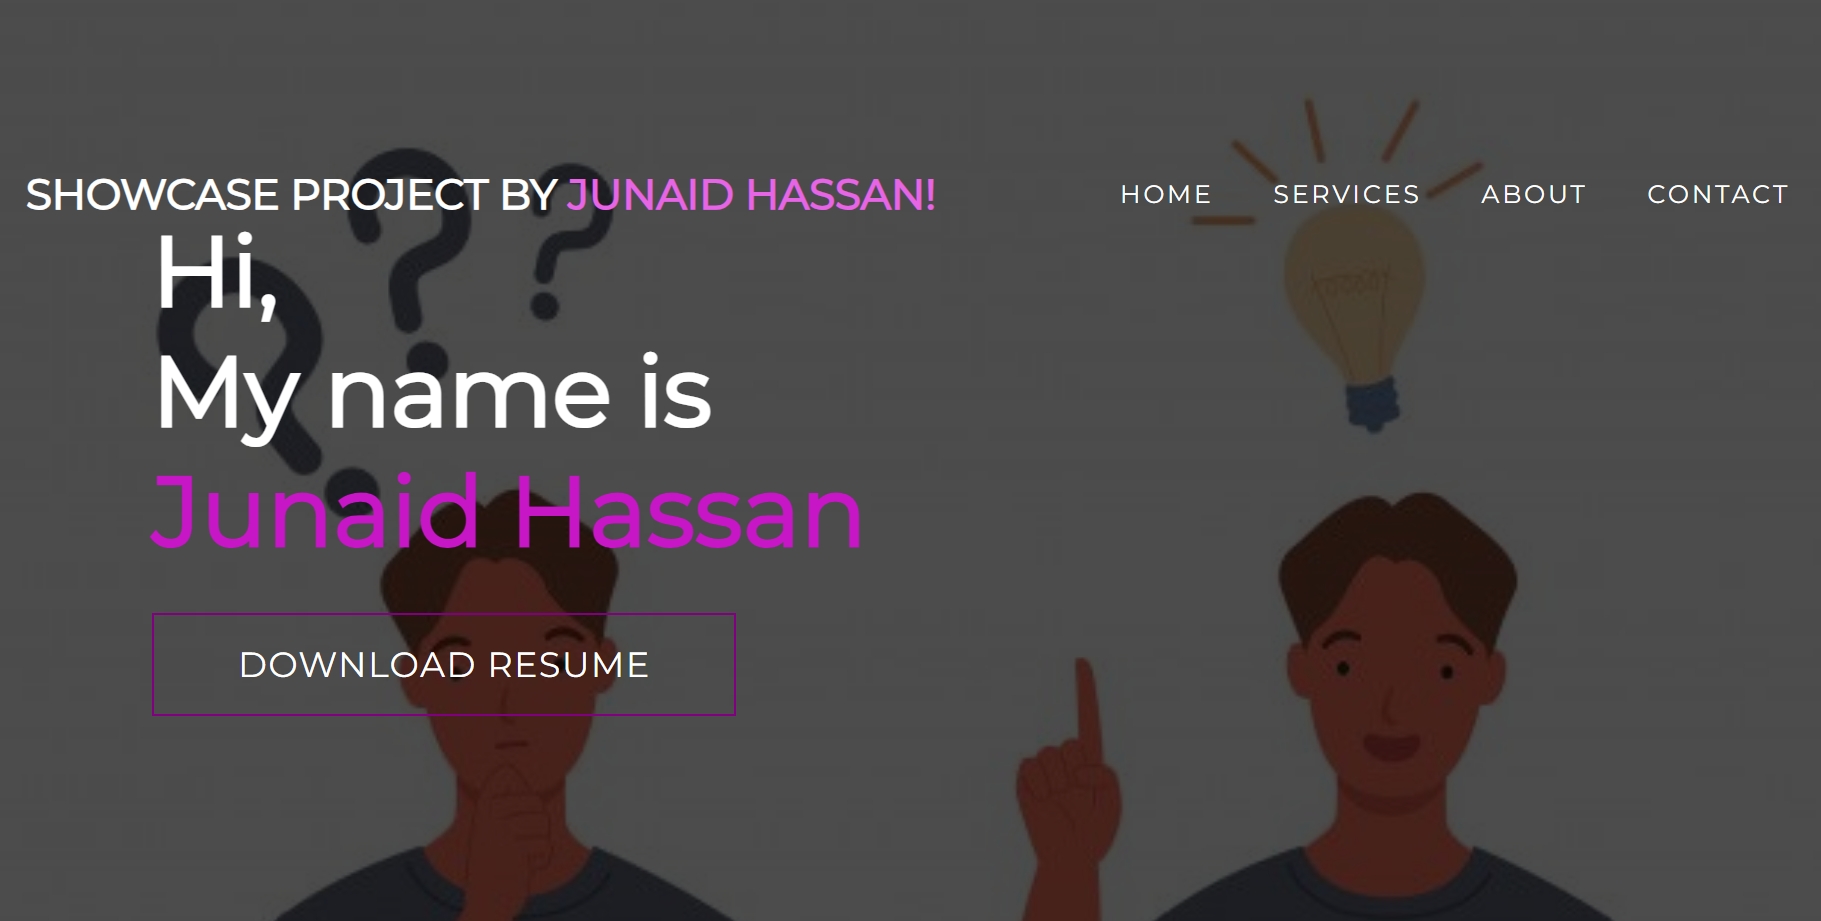 SHOWCASE PROJECT BY JUNAID HASSAN!
HOME SERVICES ABOUT CONTACT
Hi,
My name is
Junaid Hassan
DOWNLOAD RESUME